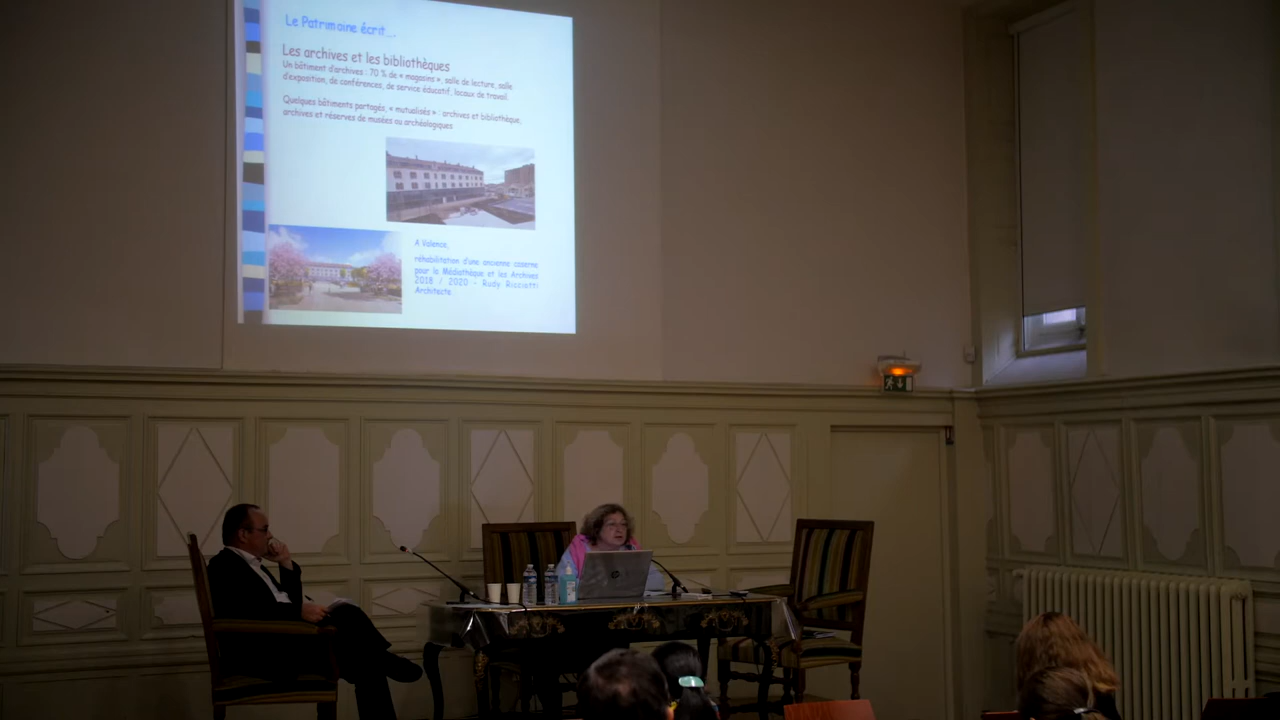 Le Patrimoine écrit….
Les archives et les bibliothèques
Un bâtiment d'archives : 70 % de « magasins », salle de lecture, salle
d'exposition, de conférences, de service éducatif, locaux de travail.
Quelques bâtiments partagés, « mutualisés » : archives et bibliothèque,
archives et réserves de musées ou archéologiques
A Valence,
réhabilitation d'une ancienne caserne
pour la Médiathèque et les Archives
2018 / 2020 - Rudy Ricciotti
Architecte
hp